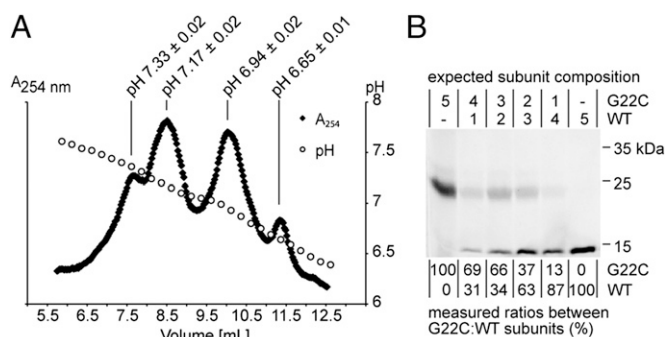 A
pH 7.33 ± 0.02
pH 7.17 ± 0.02
pH 6.94 ± 0.02
pH 6.65 ± 0.01
A254 nm
pH
8
7.5
7
6.5
6
A254
pH
5.5 6.5 7.5 8.5 9.5 10.5 11.5 12.5
Volume [mL]
B
expected subunit composition
5 4 3 2 1 - G22C
- 1 2 3 4 5 WT
35 kDa
25
15
100 69 66 37 13 0 G22C
0 31 34 63 87 100 WT
measured ratios between
G22C:WT subunits (%)